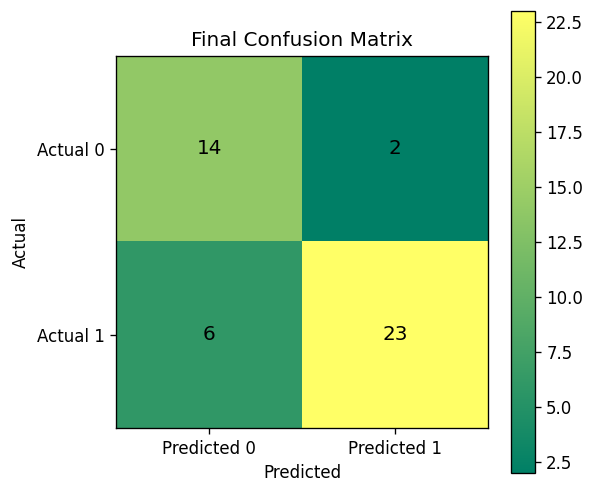 Final Confusion Matrix
Actual 0
14
2
Actual
Actual 1
6
23
Predicted 0
Predicted 1
Predicted
22.5
20.0
17.5
15.0
12.5
10.0
7.5
5.0
2.5